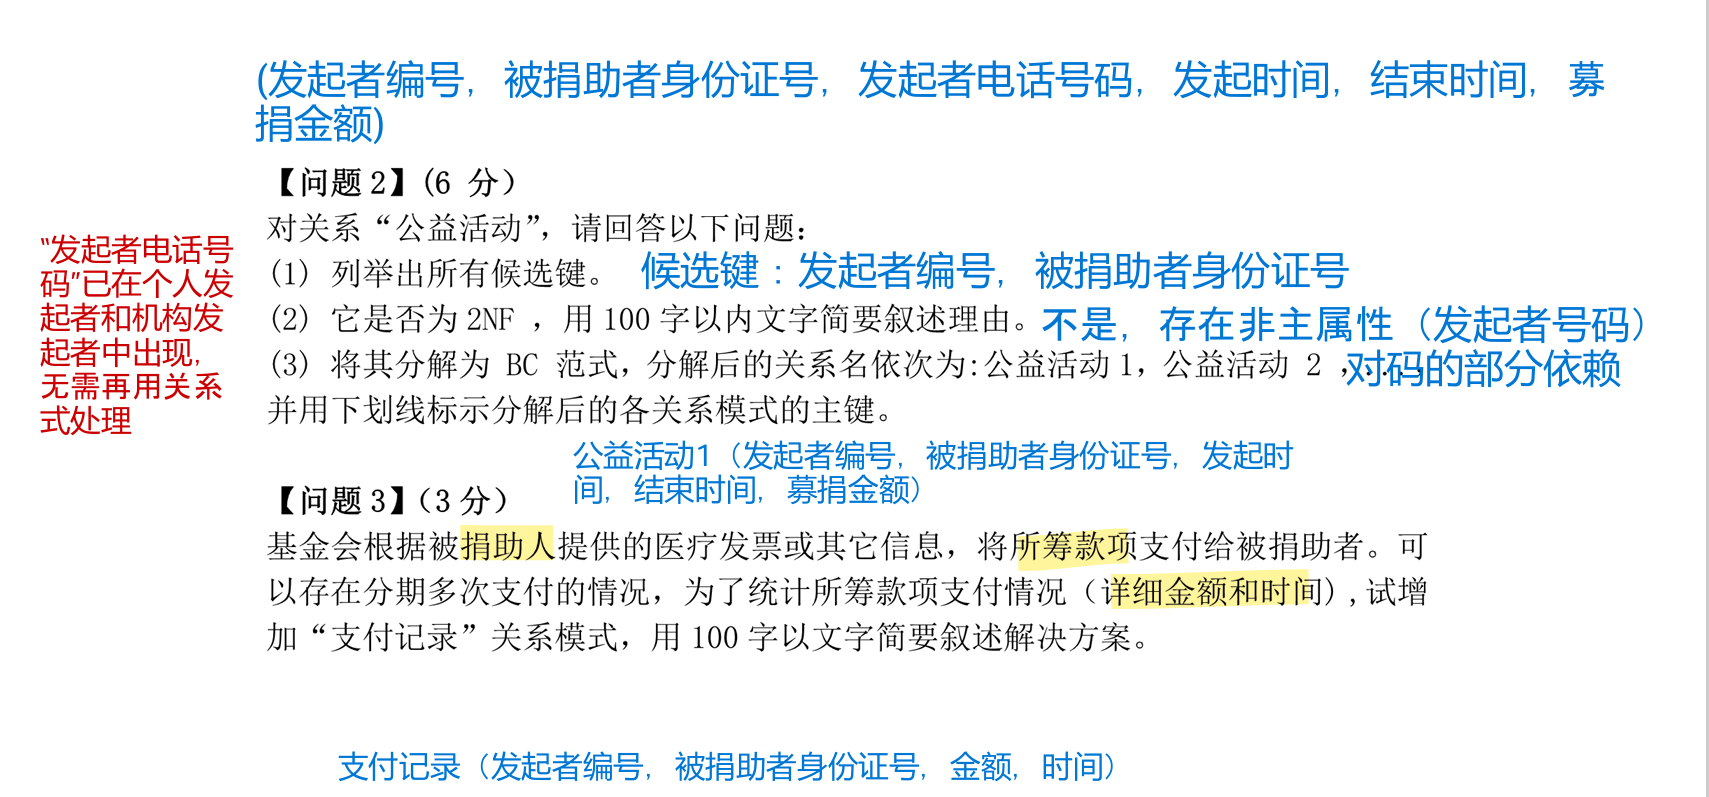 (发起者编号，被捐助者身份证号，发起者电话号码，发起时间，结束时间，募
捐金额)
【问题 2】(6 分）
对关系“公益活动”，请回答以下问题：
(1) 列举出所有候选键。 候选键：发起者编号，被捐助者身份证号
(2) 它是否为 2NF ，用 100 字以内文字简要叙述理由。不是，存在非主属性（发起者号码）
(3) 将其分解为 BC 范式，分解后的关系名依次为:公益活动 1，公益活动 2 ，...，对码的部分依赖
并用下划线标示分解后的各关系模式的主键。
“发起者电话号
码”已在个人发
起者和机构发
起者中出现，
无需再用关系
式处理
公益活动1（发起者编号，被捐助者身份证号，发起时
间，结束时间，募捐金额）
【问题 3】（3 分）
基金会根据被捐助人提供的医疗发票或其它信息，将所筹款项支付给被捐助者。可
以存在分期多次支付的情况，为了统计所筹款项支付情况（详细金额和时间）,试增
加“支付记录”关系模式，用 100 字以文字简要叙述解决方案。
支付记录（发起者编号，被捐助者身份证号，金额，时间）